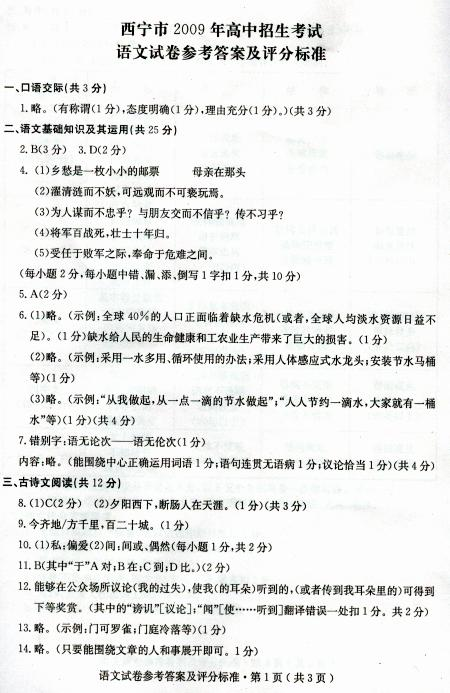 西宁市2009年高中招生考试
语文试卷参考答案及评分标准
一、口语交际(共3分)
1.略。(有称谓(1分),态度明确(1分),理由充分(1分)。)(共3分)
二、语文基础知识及其运用(共25分)
2.B(3分) 3.D(2分)
4.(1)乡愁是一枚小小的邮票 母亲在那头
(2)濯清涟而不妖,可远观而不可亵玩焉。
(3)为人谋而不忠乎?与朋友交而不信乎?传不习乎?
(4)将军百战死,壮士十年归。
(5)受任于败军之际,奉命于危难之间。
(每小题2分,每小题中错、漏、添、倒写1字扣1分,共10分)
5.A(2分)
6.(1)略。(示例:全球40%的人口正面临着缺水危机(或者,全球人均淡水资源日益不
足)。(1分)缺水给人民的生命健康和工农业生产带来了巨大的损害。(1分)
(2)略。(示例:采用一水多用、循环使用的办法;采用人体感应式水龙头;安装节水马桶
等)(1分)
(3)略。(示例:“从我做起,从一点一滴的节水做起”;“人人节约一滴水,大家就有一桶
水”等)(1分)(共4分)
7.错别字:语无论次——语无伦次(1分)
内容:略。(能围绕中心正确运用词语1分;语句连贯无语病1分;议论恰当1分)(共4分)
三、古诗文阅读(共12分)
8.(1)C(2分) (2)夕阳西下,断肠人在天涯。(1分)(共3分)
9.今齐地/方千里,百二十城。(1分)
10.(1)私:偏爱(2)间:间或、偶然(每小题1分,共2分)
11.B(其中“于”A对;B在;C到;D比。)(2分)
12.能够在公众场所议论(我的过失),使我(的耳朵)听到的,(或者传到我耳朵里的)可得到
下等奖赏。(其中的“谤讥”[议论];“闻”[使……听到]翻译错误一处扣1分。共2分)
13.略。(示例;门可罗雀;门庭冷落等)(1分)
14.略。(只要能围绕文章的人和事展开即可。1分)
语文试卷参考答案及评分标准·第1页(共3页)